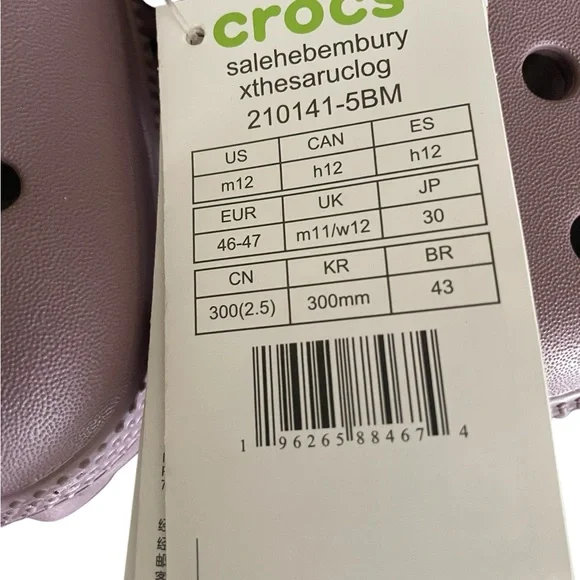 crocs
salehebembury
xthesaruclog
210141-5BM
US CAN ES
m12 h12 h12
EUR UK JP
46-47 m11/w12 30
CN KR BR
300(2.5) 300mm 43
1 96265 88467 4